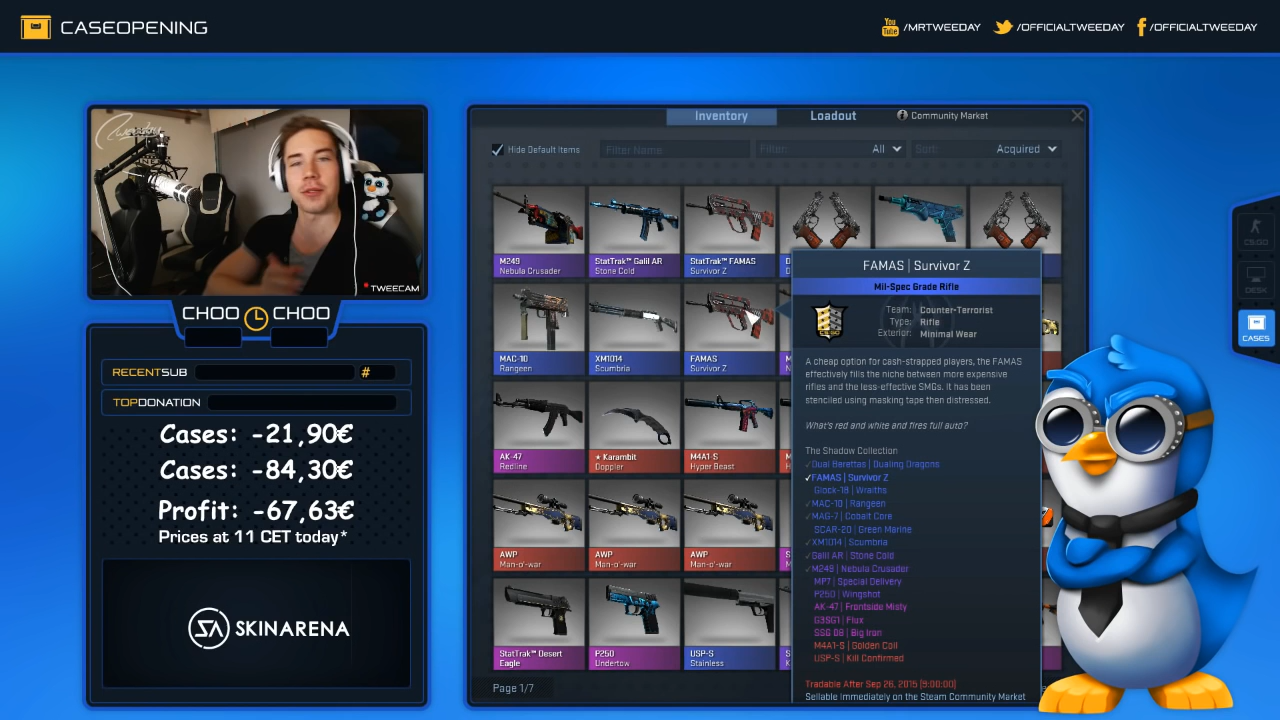 CASEOPENING
You Tube /MRTWEEDAY
/OFFICIALTWEEDAY
/OFFICIALTWEEDAY
TWEECAM
CHOO CHOO
RECENTSUB #
TOPDONATION
Cases: -21,90€
Cases: -84,30€
Profit: -67,63€
Prices at 11 CET today*
SKINARENA
Inventory Loadout Community Market
Hide Default Items Filter Name Filter: All Sort: Acquired
M249
Nebula Crusader
StatTrak™ Galil AR
Stone Cold
StatTrak™ FAMAS
Survivor Z
MAC-10
Rangeen
XM1014
Scumbria
FAMAS
Survivor Z
AK-47
Redline
★ Karambit
Doppler
M4A1-S
Hyper Beast
AWP
Man-o'-war
AWP
Man-o'-war
AWP
Man-o'-war
StatTrak™ Desert
Eagle
P250
Undertow
USP-S
Stainless
Page 1/7
FAMAS | Survivor Z
Mil-Spec Grade Rifle
CS:GO
Team: Counter-Terrorist
Type: Rifle
Exterior: Minimal Wear
A cheap option for cash-strapped players, the FAMAS
effectively fills the niche between more expensive
rifles and the less-effective SMGs. It has been
stenciled using masking tape then distressed.
What's red and white and fires full auto?
The Shadow Collection
✓Dual Berettas | Dualing Dragons
✓FAMAS | Survivor Z
Glock-18 | Wraiths
✓MAC-10 | Rangeen
✓MAG-7 | Cobalt Core
SCAR-20 | Green Marine
✓XM1014 | Scumbria
✓Galil AR | Stone Cold
✓M249 | Nebula Crusader
MP7 | Special Delivery
P250 | Wingshot
AK-47 | Frontside Misty
G3SG1 | Flux
SSG 08 | Big Iron
M4A1-S | Golden Coil
USP-S | Kill Confirmed
Tradable After Sep 26, 2015 (9:00:00)
Sellable Immediately on the Steam Community Market
CS:GO
DESK
CASES